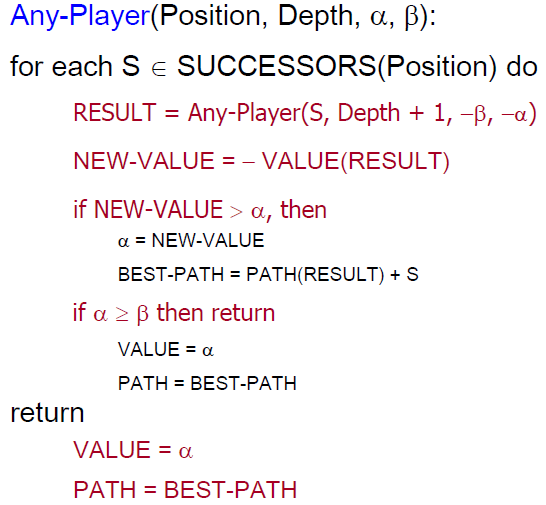 Any-Player(Position, Depth, α, β):
for each S ∈ SUCCESSORS(Position) do
RESULT = Any-Player(S, Depth + 1, −β, −α)
NEW-VALUE = − VALUE(RESULT)
if NEW-VALUE > α, then
α = NEW-VALUE
BEST-PATH = PATH(RESULT) + S
if α ≥ β then return
VALUE = α
PATH = BEST-PATH
return
VALUE = α
PATH = BEST-PATH